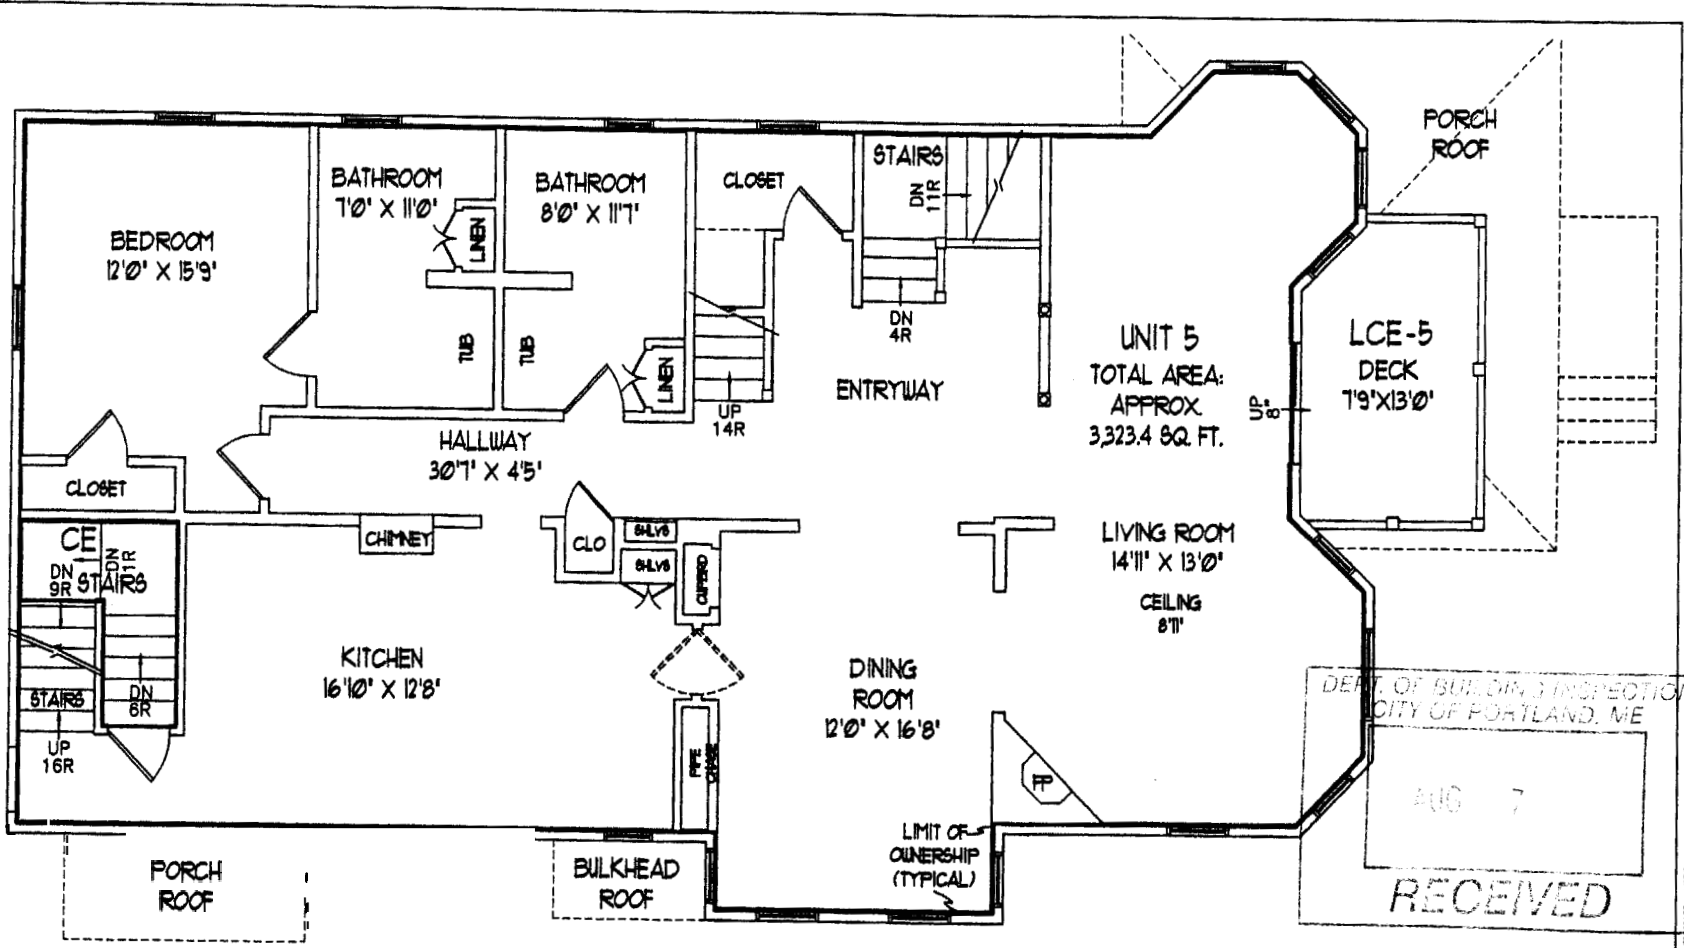 PORCH
ROOF
STAIRS
DN
11R
CLOSET
BATHROOM
7'0" X 11'0"
BATHROOM
8'0" X 11'7"
LINEN
BEDROOM
12'0" X 15'9"
TUB
TUB
LINEN
DN
4R
UP
14R
ENTRYWAY
UNIT 5
TOTAL AREA:
APPROX.
3,323.4 SQ. FT.
UP
8"
LCE-5
DECK
7'9"X13'0"
HALLWAY
30'7" X 4'5"
CLOSET
CE
STAIRS
DN
11R
DN
9R
CHIMNEY
CLO
SHLVS
SHLVS
CUPBRD
LIVING ROOM
14'11" X 13'0"
CEILING
8'11"
KITCHEN
16'10" X 12'8"
DINING
ROOM
12'0" X 16'8"
STAIRS
DN
6R
UP
16R
PIPE
CHASE
FP
LIMIT OF
OWNERSHIP
(TYPICAL)
PORCH
ROOF
BULKHEAD
ROOF
DEPT. OF BUILDING INSPECTION
CITY OF PORTLAND, ME
AUG 7
RECEIVED